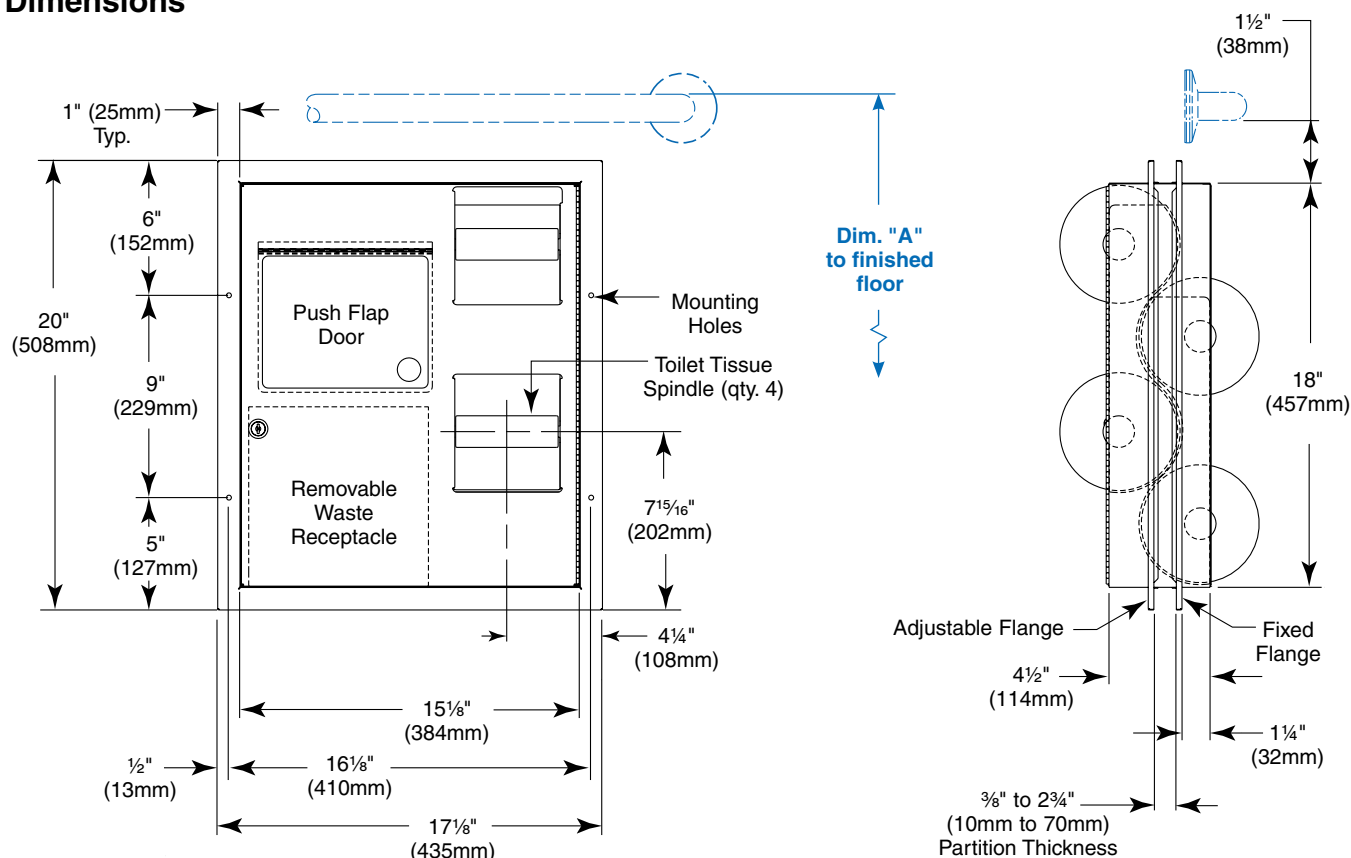 Dimensions
1½"
(38mm)
1" (25mm)
Typ.
6"
(152mm)
20"
(508mm)
9"
(229mm)
5"
(127mm)
Push Flap
Door
Removable
Waste
Receptacle
Mounting
Holes
Toilet Tissue
Spindle (qty. 4)
7¹⁵⁄₁₆"
(202mm)
4¼"
(108mm)
15⅛"
(384mm)
½"
(13mm)
16⅛"
(410mm)
17⅛"
(435mm)
Dim. "A"
to finished
floor
18"
(457mm)
Adjustable Flange
Fixed
Flange
4½"
(114mm)
1¼"
(32mm)
⅜" to 2¾"
(10mm to 70mm)
Partition Thickness